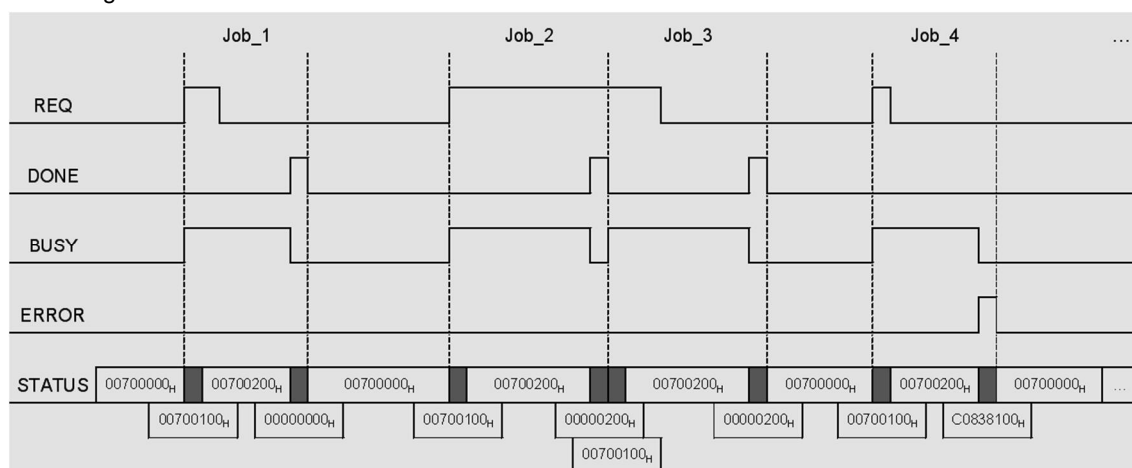 Job_1 Job_2 Job_3 Job_4 ...
REQ
DONE
BUSY
ERROR
STATUS 00700000H 00700200H 00700000H 00700200H 00700200H 00700000H 00700200H 00700000H ...
00700100H 00000000H 00700100H 00000200H 00000200H 00700100H C0838100H
00700100H